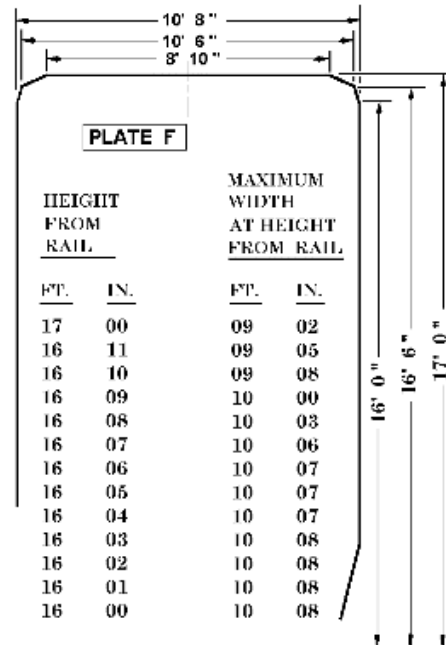 10' 8"
10' 6"
8' 10"
PLATE F
HEIGHT FROM RAIL
MAXIMUM WIDTH AT HEIGHT FROM RAIL
FT. IN. FT. IN.
17 00 09 02
16 11 09 05
16 10 09 08
16 09 10 00
16 08 10 03
16 07 10 06
16 06 10 07
16 05 10 07
16 04 10 07
16 03 10 08
16 02 10 08
16 01 10 08
16 00 10 08
16' 0"
16' 6"
17' 0"